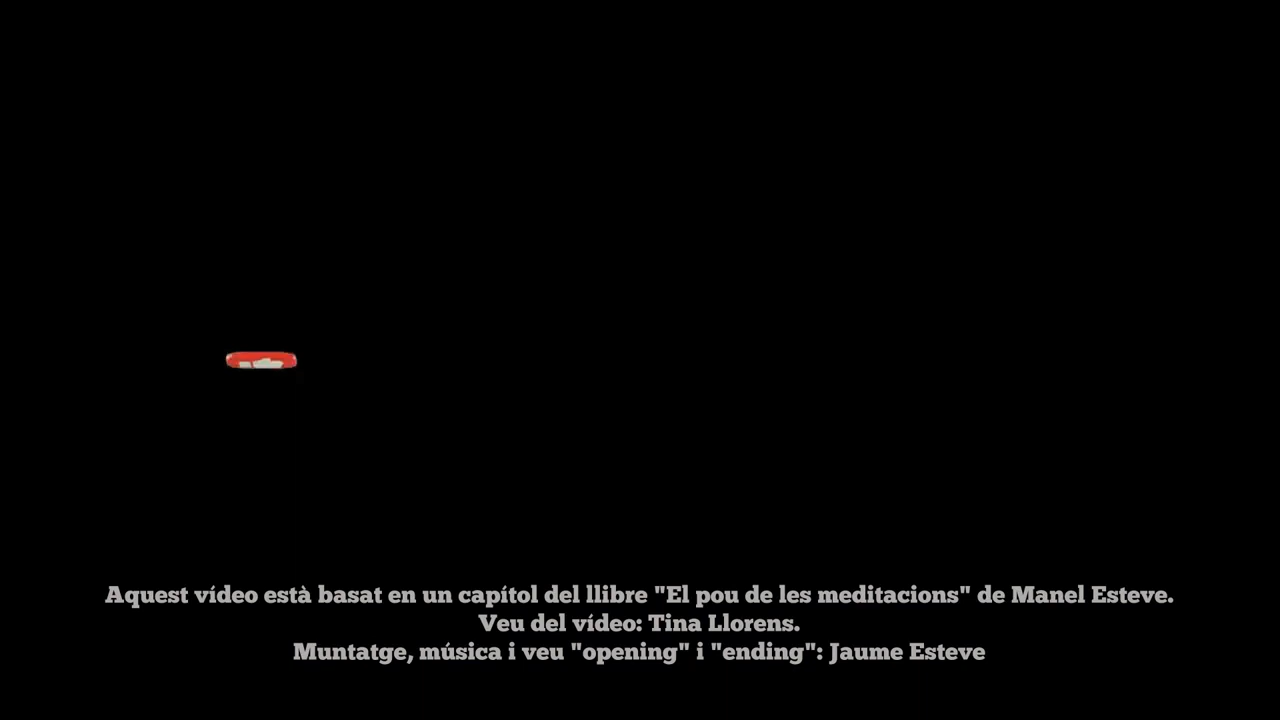 Aquest vídeo està basat en un capítol del llibre "El pou de les meditacions" de Manel Esteve.
Veu del vídeo: Tina Llorens.
Muntatge, música i veu "opening" i "ending": Jaume Esteve